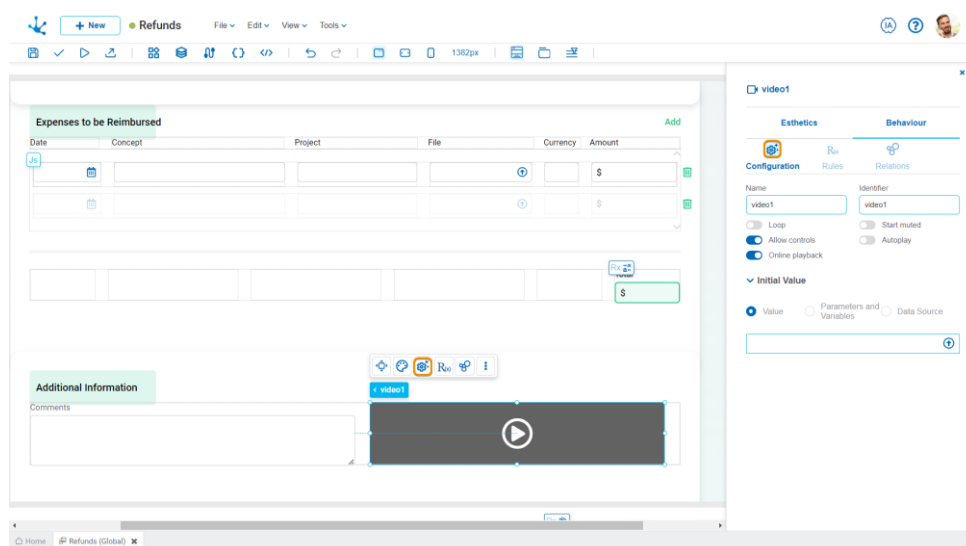 + New
Refunds
File
Edit
View
Tools
IA
?
1382px
video1
Expenses to be Reimbursed
Add
Esthetics
Behaviour
Date
Concept
Project
File
Currency
Amount
Js
R(x)
Configuration
Rules
Relations
$
Name
Identifier
video1
video1
$
Loop
Start muted
Allow controls
Autoplay
Online playback
Rx
Total
Initial Value
$
Value
Parameters and Variables
Data Source
R(x)
Additional Information
video1
Comments
Home
Refunds (Global)